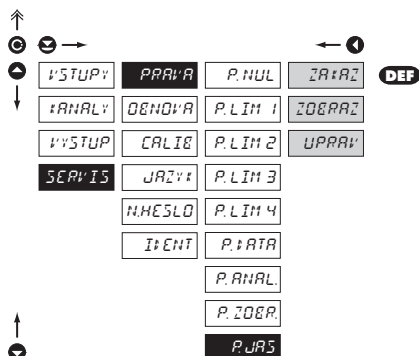 VSTUPY PRAVA P. NUL ZAKAZ DEF
KANALY OBNOVA P. LIM 1 ZOBRAZ
VYSTUP CALIB P. LIM 2 UPRAV
SERVIS JAZYK P. LIM 3
N.HESLO P. LIM 4
IDENT P. DATA
P. ANAL.
P. ZOBR.
P. JAS